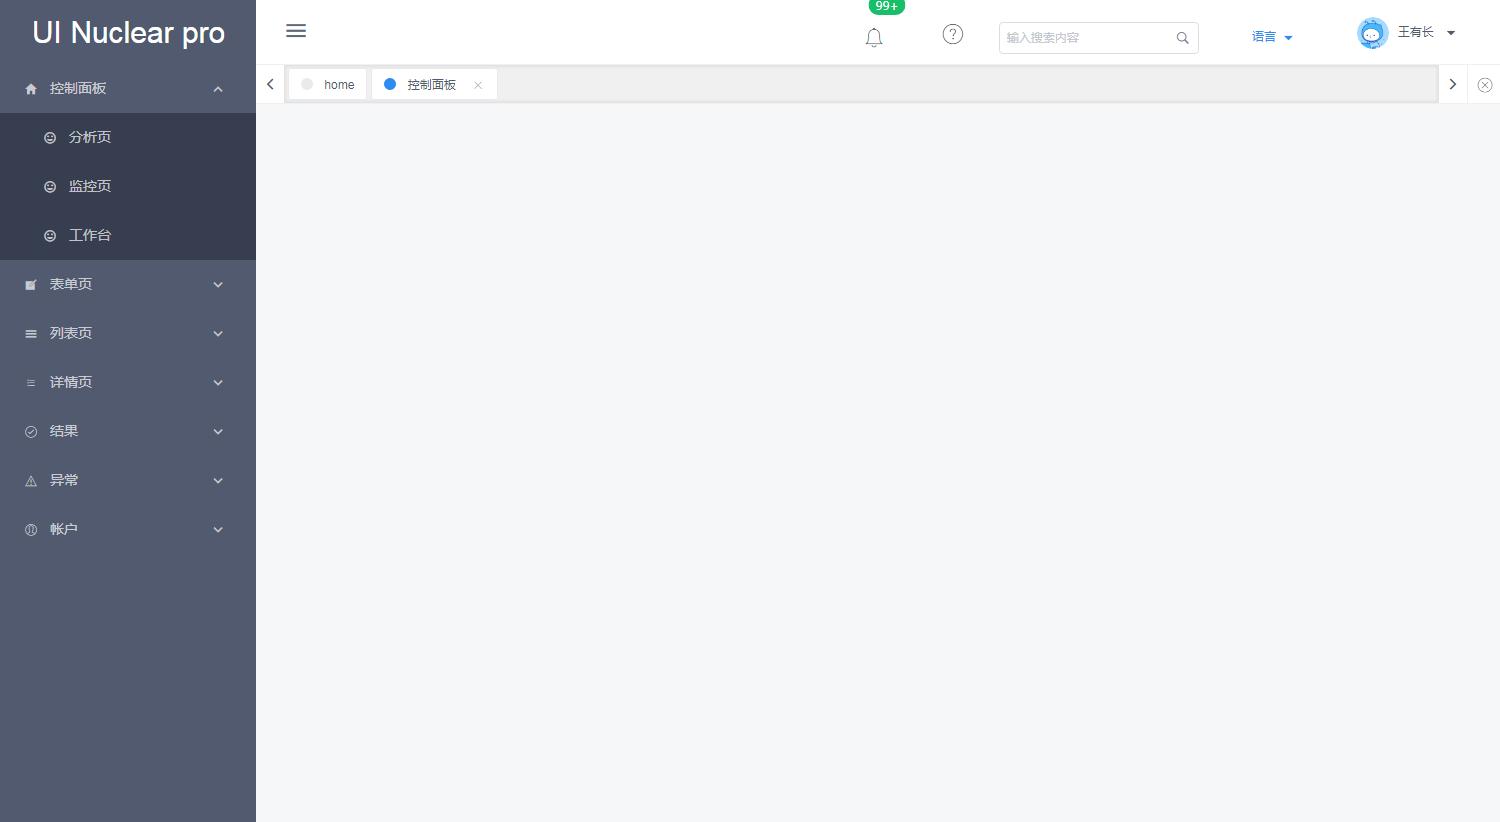 UI Nuclear pro
99+
输入搜索内容
语言
王有长
home
控制面板
控制面板
分析页
监控页
工作台
表单页
列表页
详情页
结果
异常
帐户